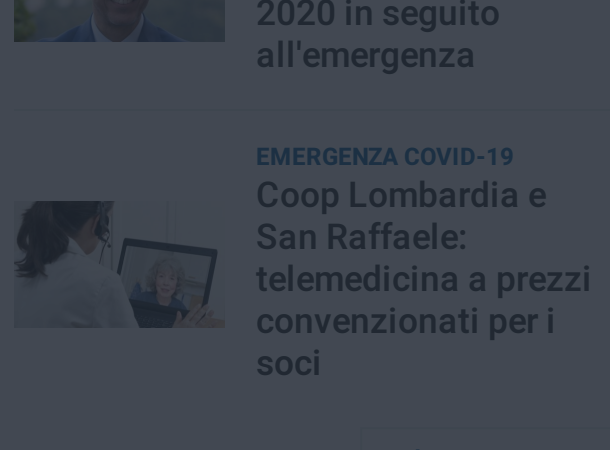 2020 in seguito
all'emergenza
EMERGENZA COVID-19
Coop Lombardia e
San Raffaele:
telemedicina a prezzi
convenzionati per i
soci